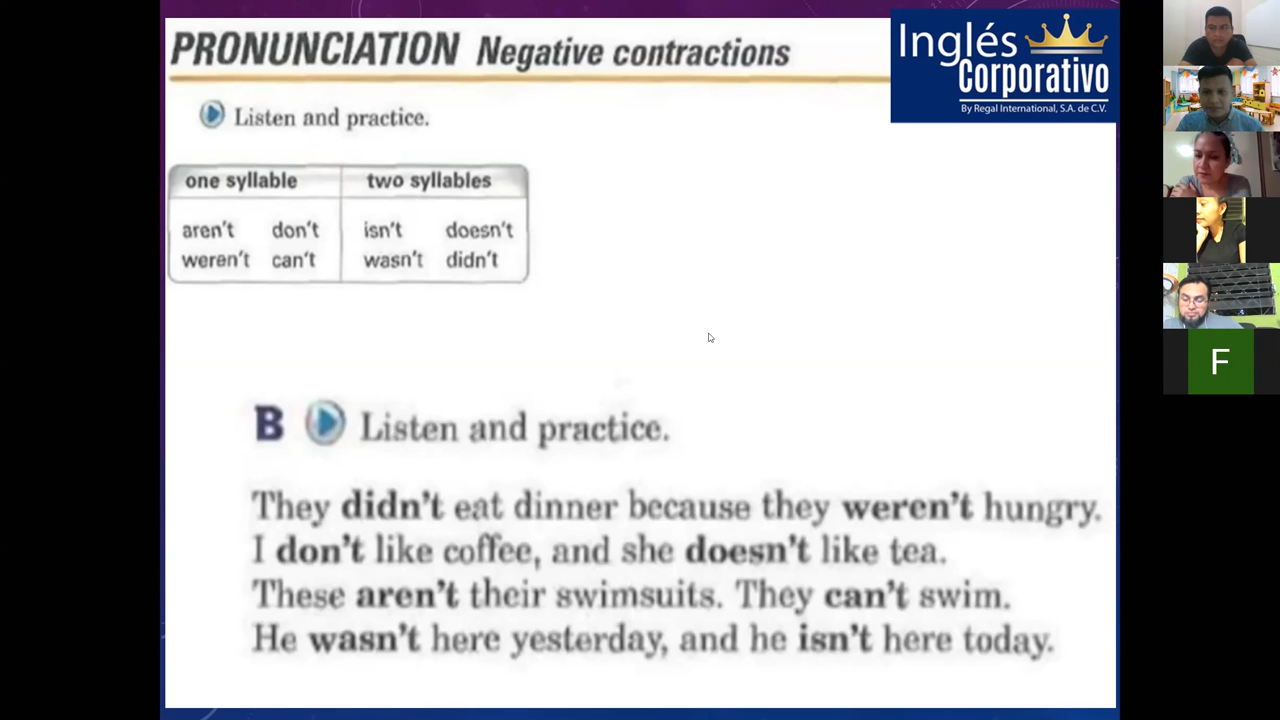 PRONUNCIATION Negative contractions
Inglés
Corporativo
By Regal International, S.A. de C.V.
Listen and practice.
one syllable two syllables
aren't don't isn't doesn't
weren't can't wasn't didn't
B Listen and practice.
They didn't eat dinner because they weren't hungry.
I don't like coffee, and she doesn't like tea.
These aren't their swimsuits. They can't swim.
He wasn't here yesterday, and he isn't here today.
F